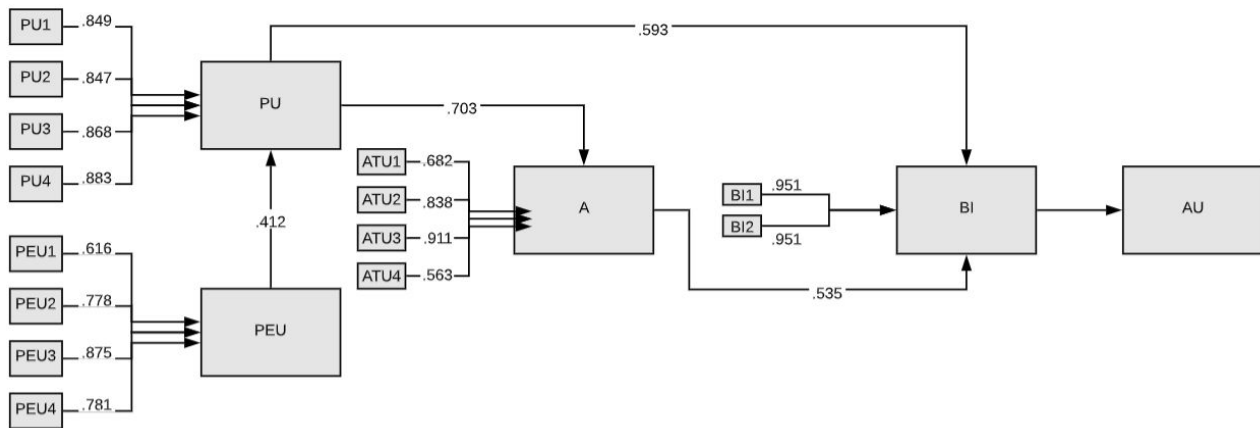 PU1 .849
PU2 .847
PU3 .868
PU4 .883
PU
.593
.703
.412
PEU1 .616
PEU2 .778
PEU3 .875
PEU4 .781
PEU
ATU1 .682
ATU2 .838
ATU3 .911
ATU4 .563
A
.535
BI1 .951
BI2 .951
BI
AU